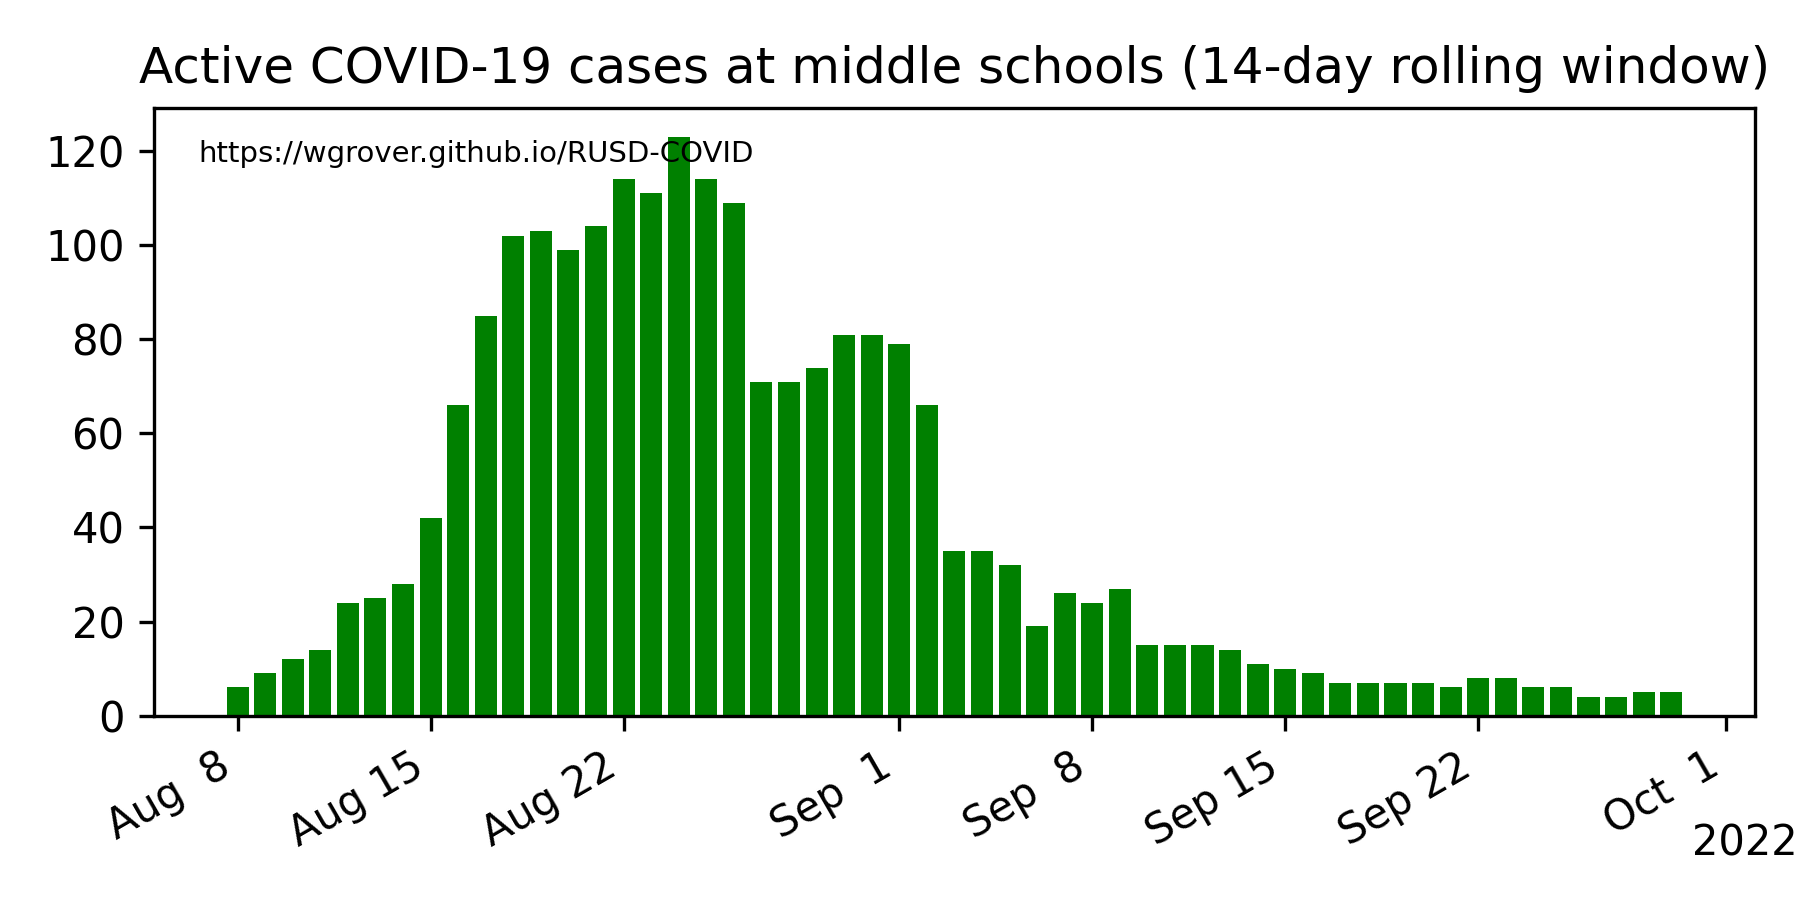 Active COVID-19 cases at middle schools (14-day rolling window)
https://wgrover.github.io/RUSD-COVID
120
100
80
60
40
20
0
Aug 8
Aug 15
Aug 22
Sep 1
Sep 8
Sep 15
Sep 22
Oct 1
2022